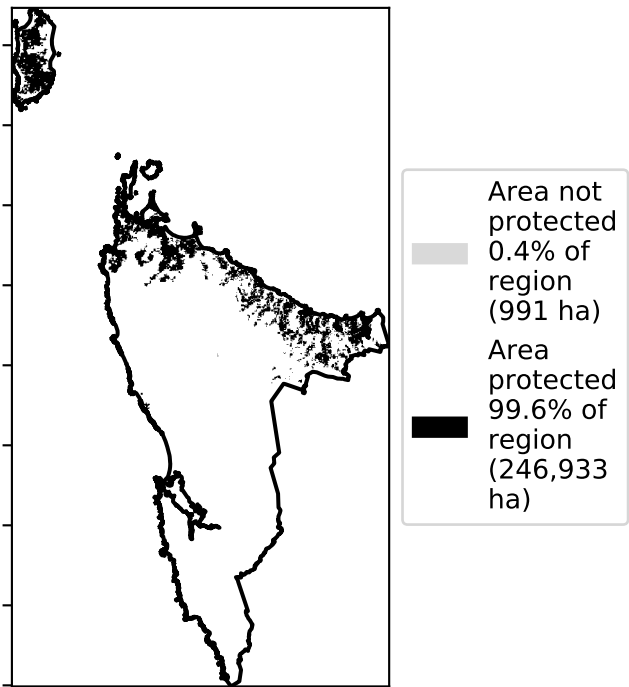 Area not
protected
0.4% of
region
(991 ha)
Area
protected
99.6% of
region
(246,933
ha)